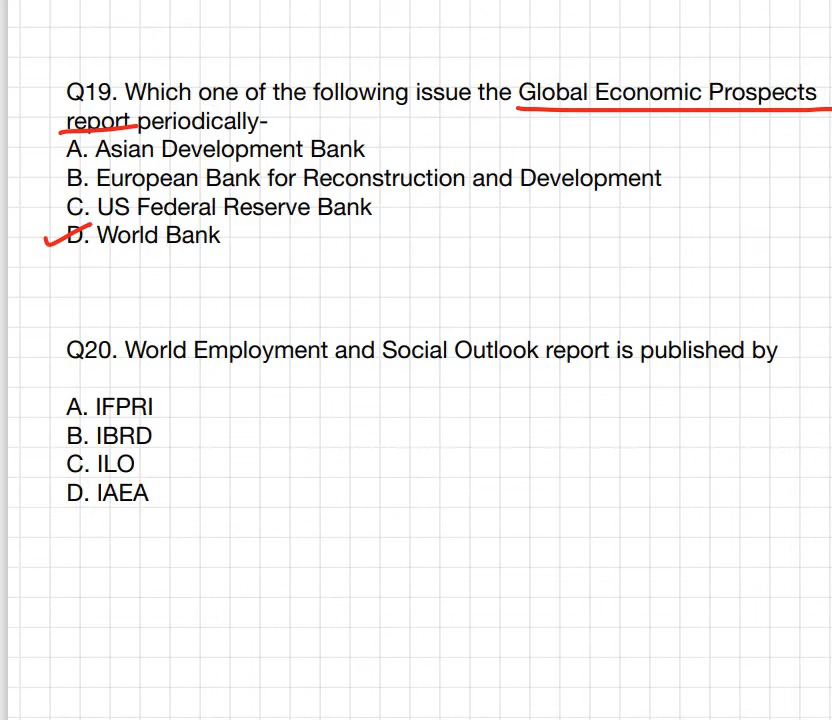 Q19. Which one of the following issue the Global Economic Prospects
report periodically-
A. Asian Development Bank
B. European Bank for Reconstruction and Development
C. US Federal Reserve Bank
D. World Bank
Q20. World Employment and Social Outlook report is published by
A. IFPRI
B. IBRD
C. ILO
D. IAEA